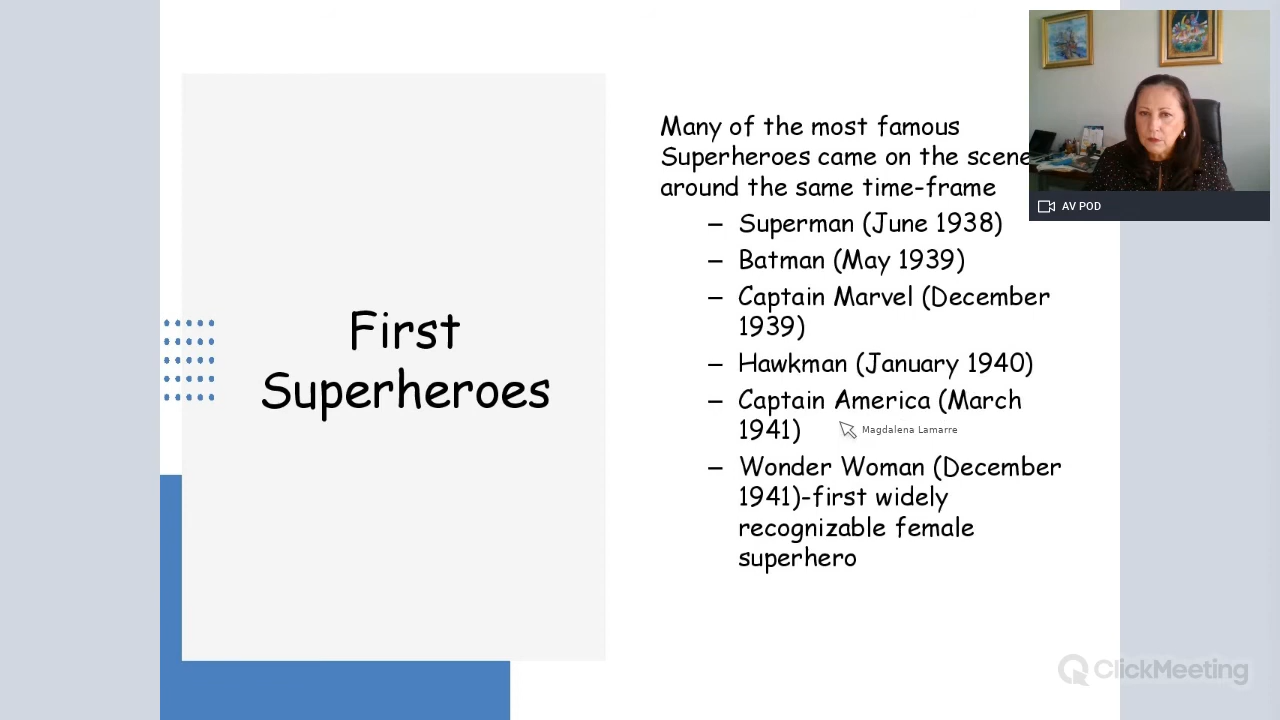 First
Superheroes
Many of the most famous
Superheroes came on the scene
around the same time-frame
– Superman (June 1938)
– Batman (May 1939)
– Captain Marvel (December
1939)
– Hawkman (January 1940)
– Captain America (March
1941)
– Wonder Woman (December
1941)-first widely
recognizable female
superhero
Magdalena Lamarre
AV POD
ClickMeeting